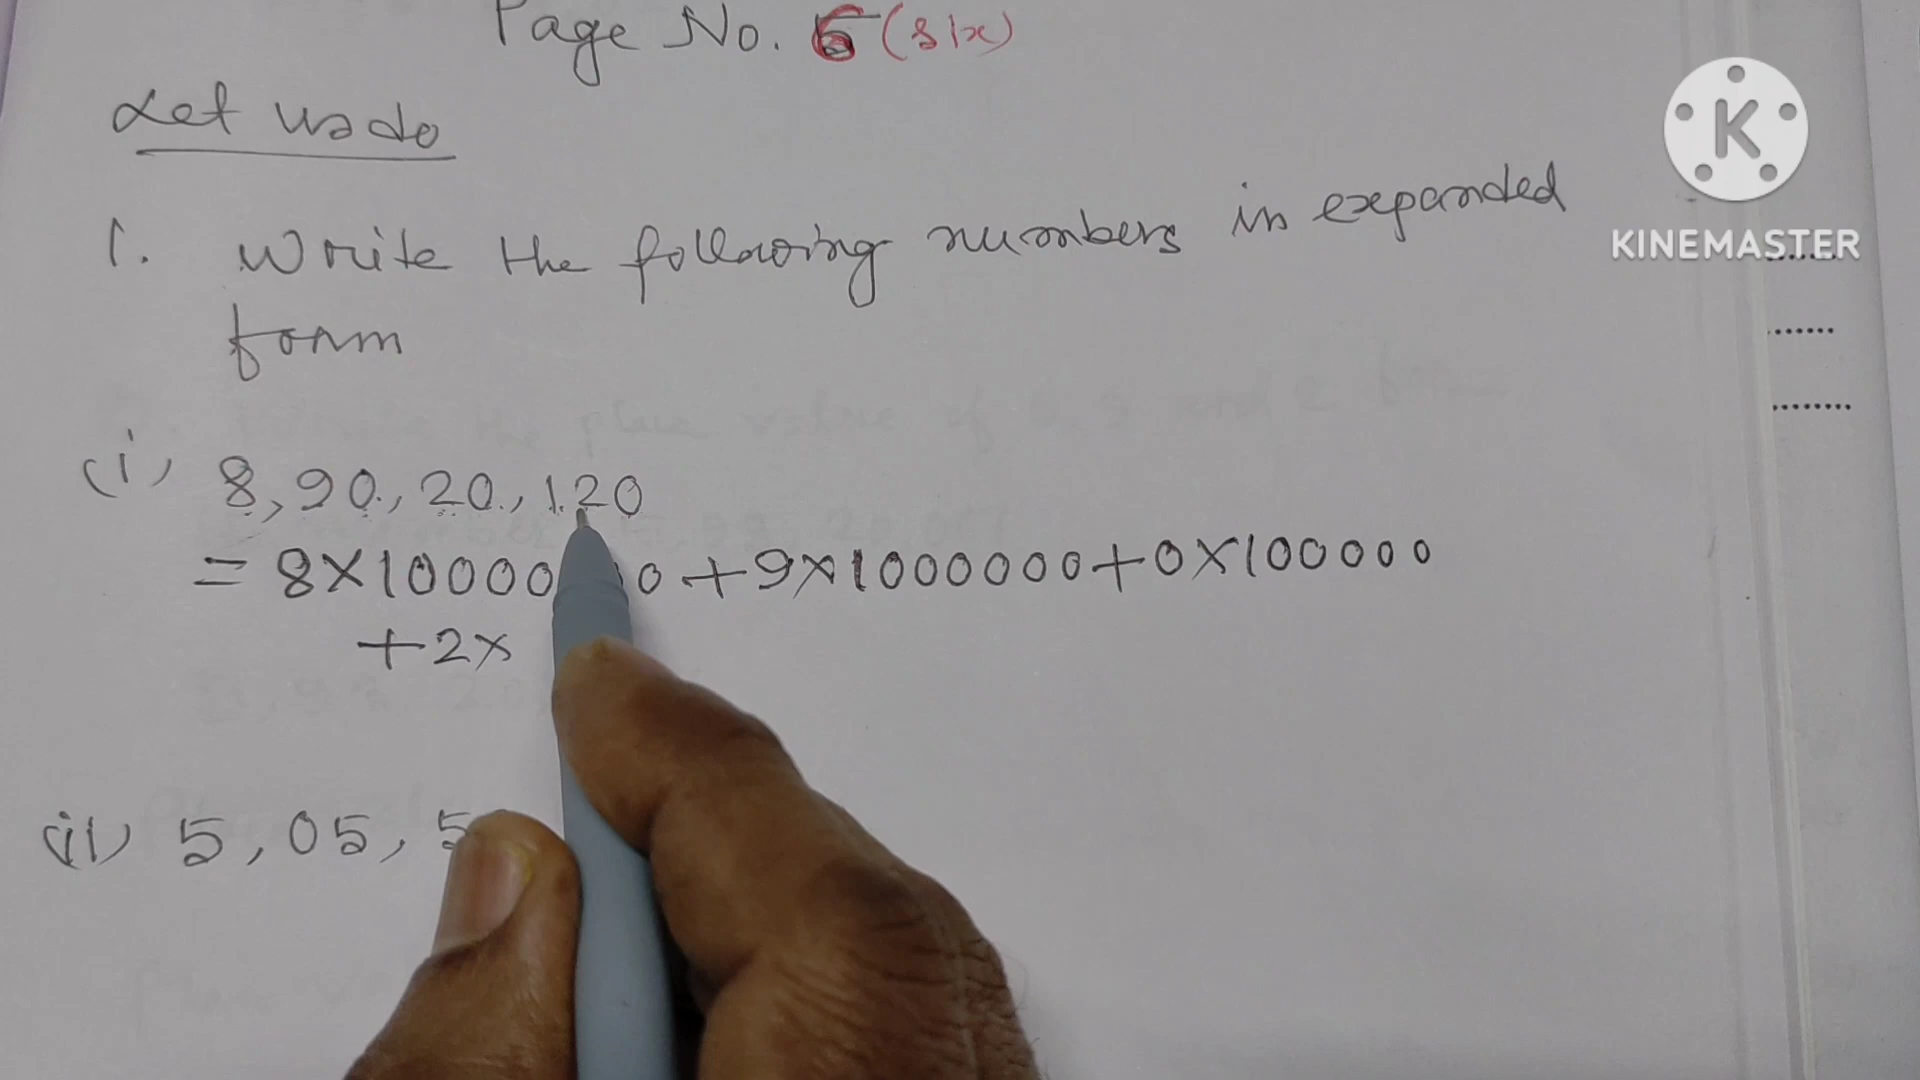 Page No. 6 (six)
Let us do
1. Write the following numbers in expanded
form
(i) 8,90,20,120
= 8×10000 0 + 9×1000000 + 0×100000
+2×
(ii) 5,05,5
K
KINEMASTER